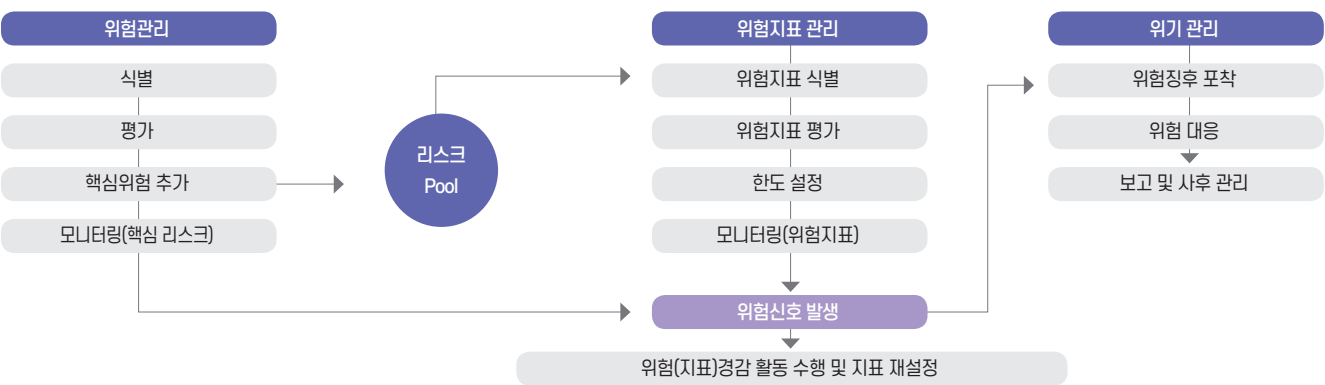 위험관리
식별
평가
핵심위험 추가
모니터링(핵심 리스크)
리스크
Pool
위험지표 관리
위험지표 식별
위험지표 평가
한도 설정
모니터링(위험지표)
위험신호 발생
위험(지표)경감 활동 수행 및 지표 재설정
위기 관리
위험징후 포착
위험 대응
보고 및 사후 관리